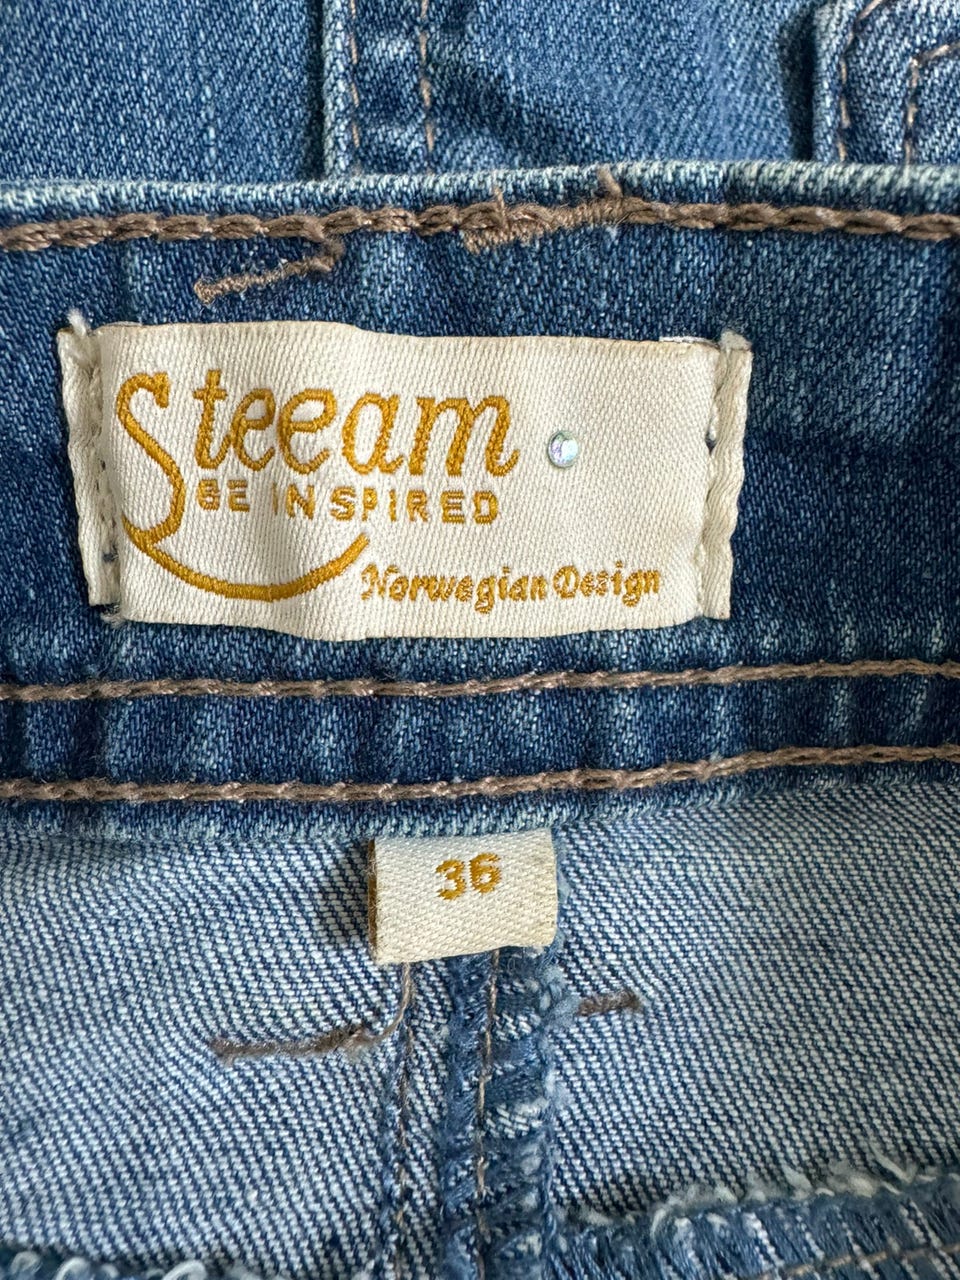 Steeam
BE INSPIRED
Norwegian Design
36